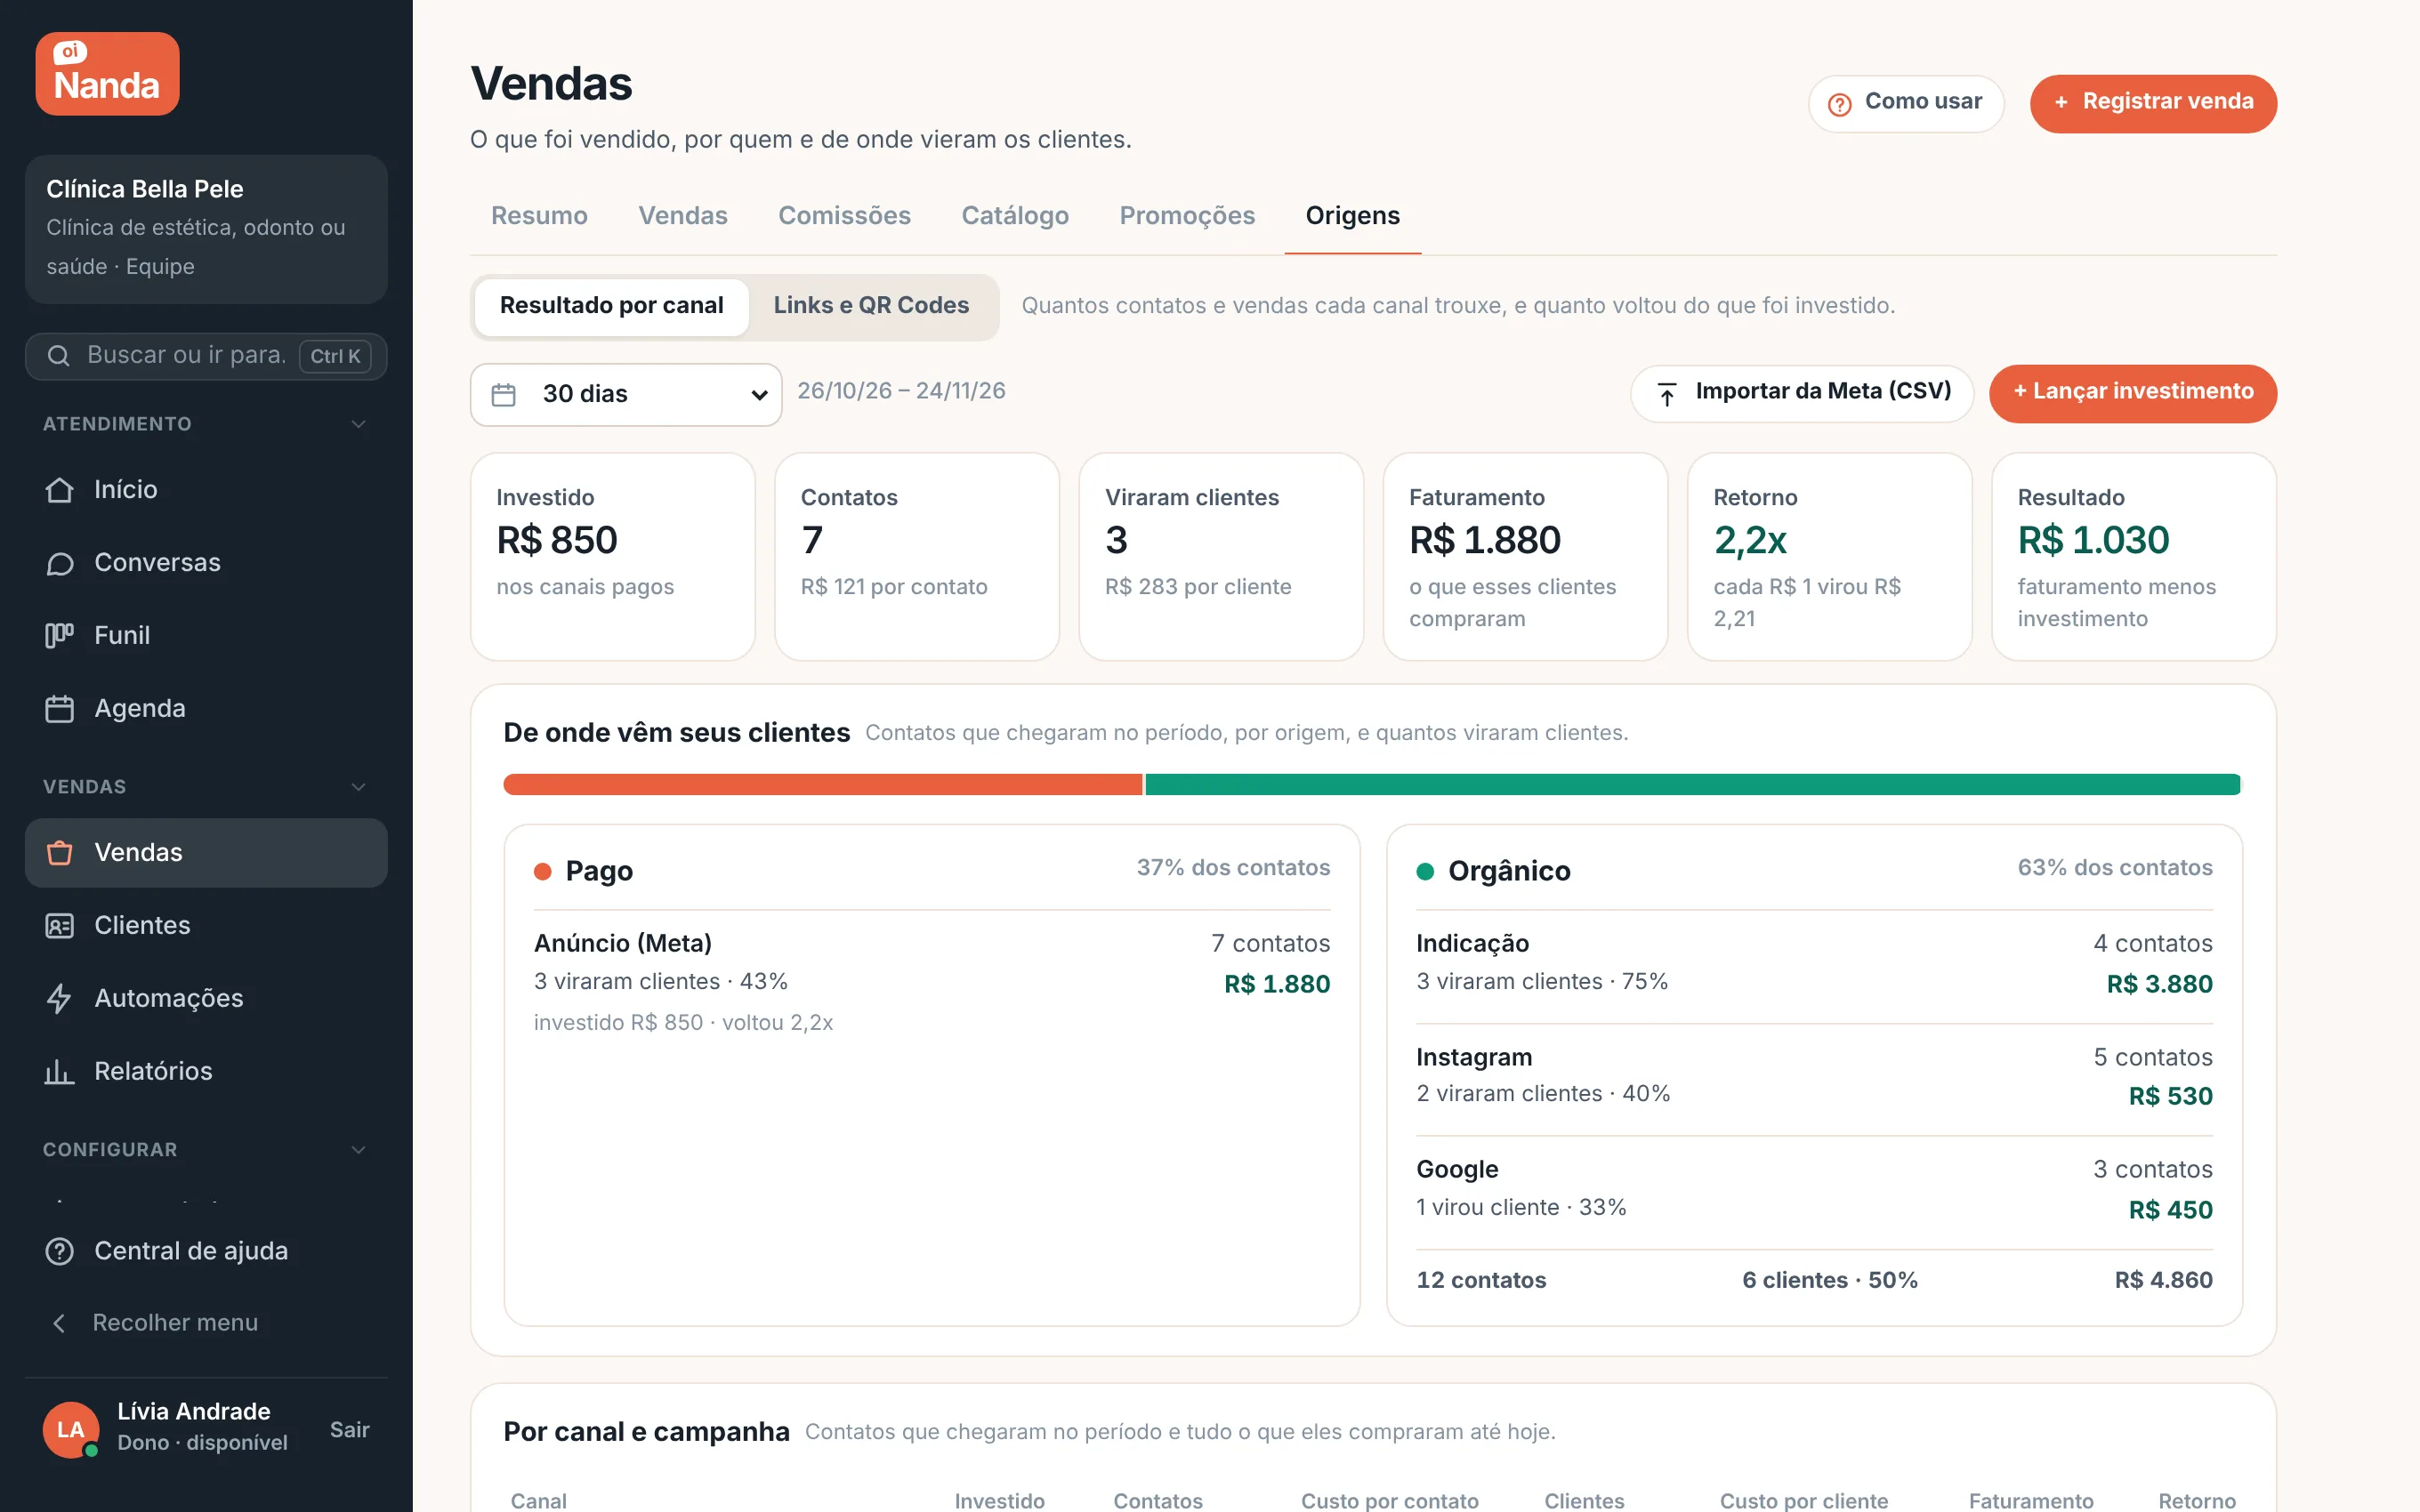 oi
Nanda
Clínica Bella Pele
Clínica de estética, odonto ou
saúde · Equipe
Buscar ou ir para.
Ctrl K
ATENDIMENTO
Início
Conversas
Funil
Agenda
VENDAS
Vendas
Clientes
Automações
Relatórios
CONFIGURAR
Central de ajuda
Recolher menu
LA
Lívia Andrade
Dono · disponível
Sair
Vendas
O que foi vendido, por quem e de onde vieram os clientes.
Como usar
+ Registrar venda
Resumo
Vendas
Comissões
Catálogo
Promoções
Origens
Resultado por canal
Links e QR Codes
Quantos contatos e vendas cada canal trouxe, e quanto voltou do que foi investido.
30 dias
26/10/26 – 24/11/26
Importar da Meta (CSV)
+ Lançar investimento
Investido
R$ 850
nos canais pagos
Contatos
7
R$ 121 por contato
Viraram clientes
3
R$ 283 por cliente
Faturamento
R$ 1.880
o que esses clientes
compraram
Retorno
2,2x
cada R$ 1 virou R$
2,21
Resultado
R$ 1.030
faturamento menos
investimento
De onde vêm seus clientes
Contatos que chegaram no período, por origem, e quantos viraram clientes.
Pago
37% dos contatos
Anúncio (Meta)
7 contatos
3 viraram clientes · 43%
R$ 1.880
investido R$ 850 · voltou 2,2x
Orgânico
63% dos contatos
Indicação
4 contatos
3 viraram clientes · 75%
R$ 3.880
Instagram
5 contatos
2 viraram clientes · 40%
R$ 530
Google
3 contatos
1 virou cliente · 33%
R$ 450
12 contatos
6 clientes · 50%
R$ 4.860
Por canal e campanha
Contatos que chegaram no período e tudo o que eles compraram até hoje.
Canal
Investido
Contatos
Custo por contato
Clientes
Custo por cliente
Faturamento
Retorno